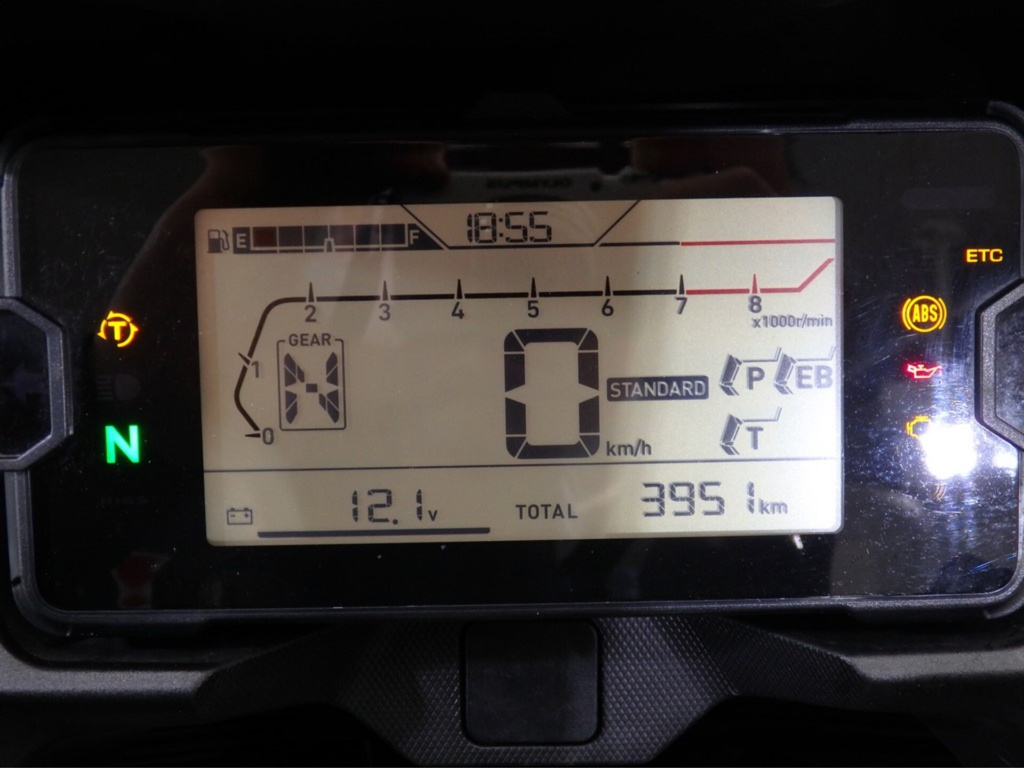 E F 18:55
ETC
2 3 4 5 6 7 8
x1000r/min
T
ABS
GEAR
1
N
0
STANDARD
P EB
T
0
km/h
N
12.1v TOTAL 3951km